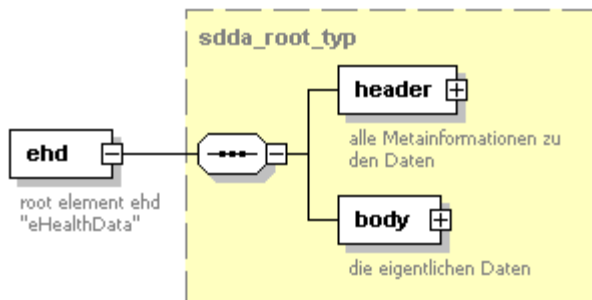 sdda_root_typ
header
alle Metainformationen zu
den Daten
ehd
root element ehd
"eHealthData"
body
die eigentlichen Daten